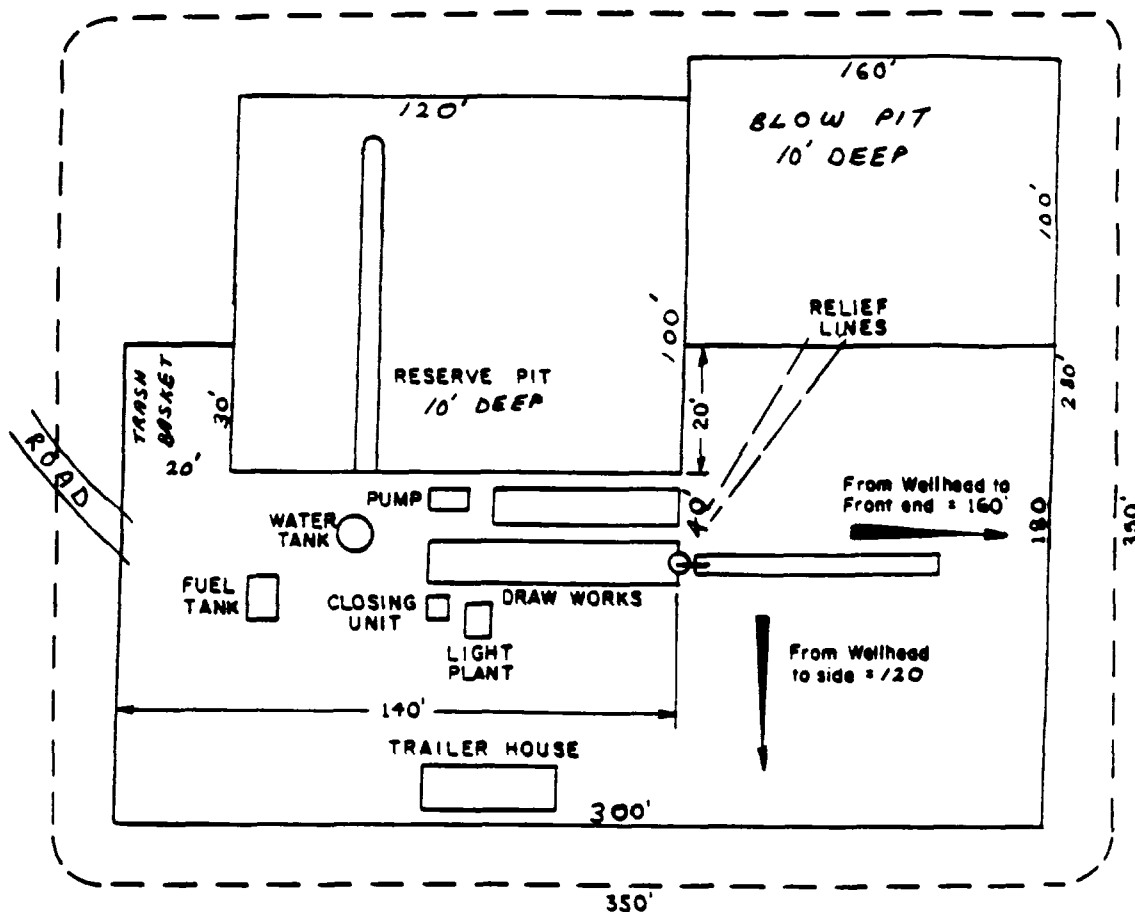 160'
120'
BLOW PIT
10' DEEP
100'
100'
RELIEF
LINES
TRASH
BASKET
30'
RESERVE PIT
10' DEEP
20'
280'
20'
ROAD
PUMP
40'
From Wellhead to
Front end = 160'
WATER
TANK
180
350'
FUEL
TANK
CLOSING
UNIT
DRAW WORKS
LIGHT
PLANT
From Wellhead
to side = 120
140'
TRAILER HOUSE
300'
350'